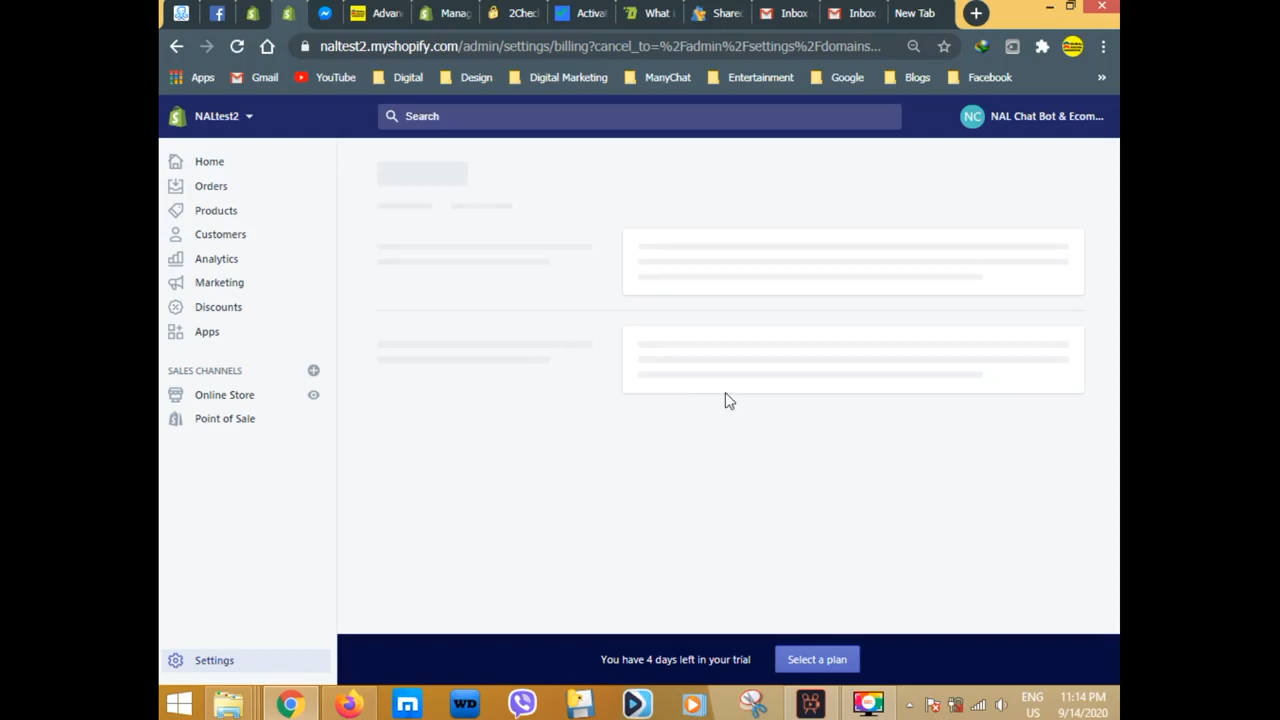 Advan
Manag
2Chec
Activat
What i
Share
Inbox
Inbox
New Tab
naltest2.myshopify.com/admin/settings/billing?cancel_to=%2Fadmin%2Fsettings%2Fdomains...
Apps
Gmail
YouTube
Digital
Design
Digital Marketing
ManyChat
Entertainment
Google
Blogs
Facebook
»
NALtest2
Search
NC
NAL Chat Bot & Ecom...
Home
Orders
Products
Customers
Analytics
Marketing
Discounts
Apps
SALES CHANNELS
Online Store
Point of Sale
Settings
You have 4 days left in your trial
Select a plan
WD
ENG
US
11:14 PM
9/14/2020